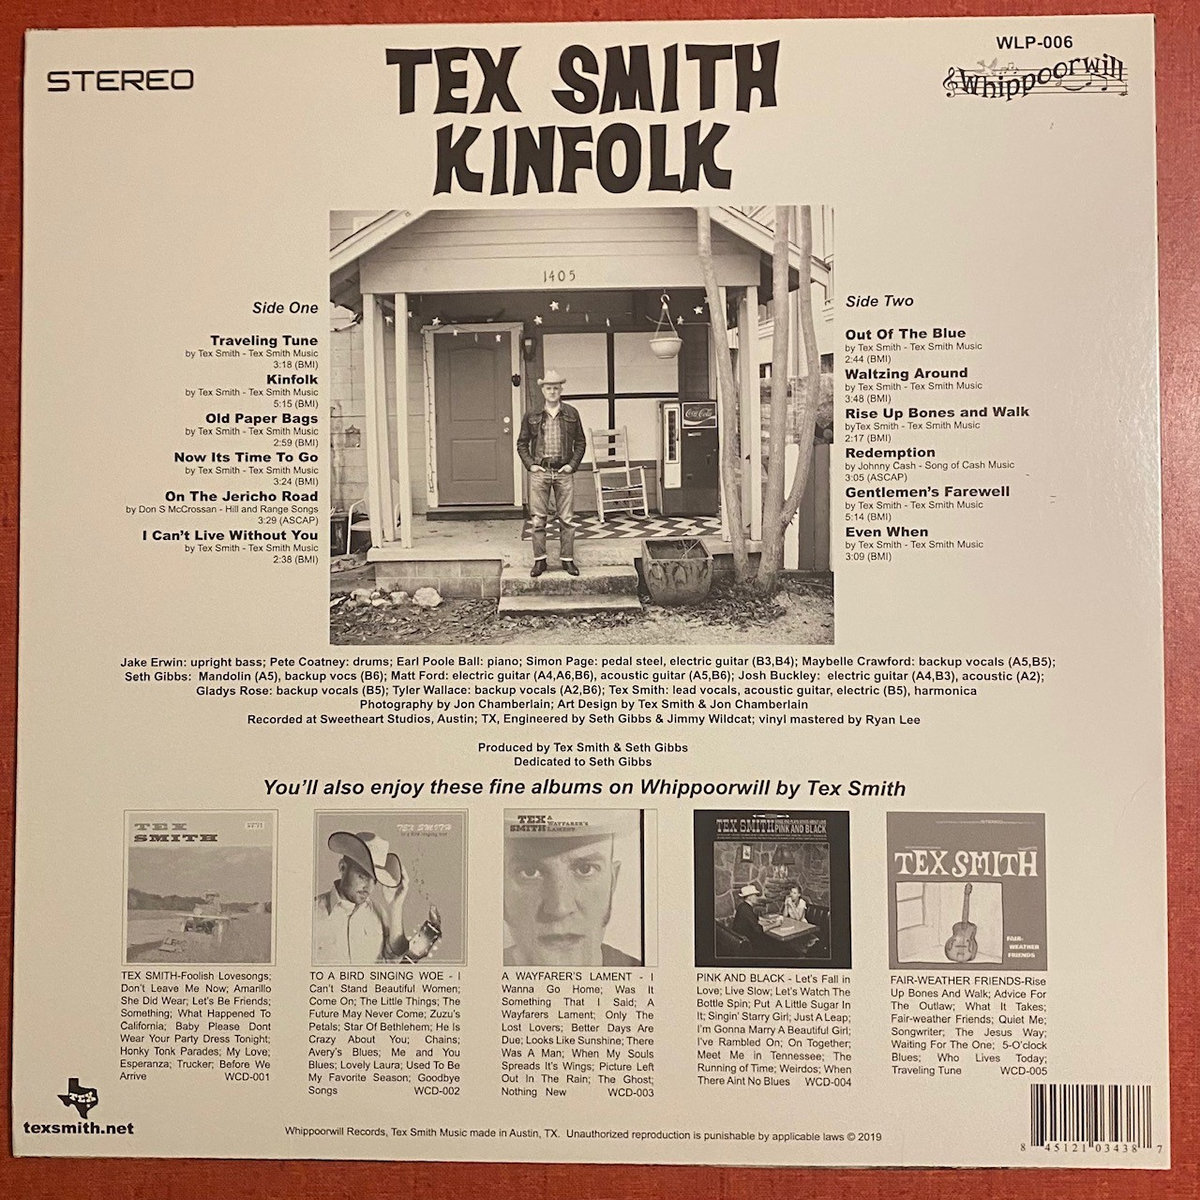 STEREO
TEX SMITH
KINFOLK
WLP-006
Whippoorwill
1405
Coca-Cola
Side One
Traveling Tune
by Tex Smith - Tex Smith Music
3:18 (BMI)
Kinfolk
by Tex Smith - Tex Smith Music
5:15 (BMI)
Old Paper Bags
by Tex Smith - Tex Smith Music
2:59 (BMI)
Now Its Time To Go
by Tex Smith - Tex Smith Music
3:24 (BMI)
On The Jericho Road
by Don S McCrossan - Hill and Range Songs
3:29 (ASCAP)
I Can't Live Without You
by Tex Smith - Tex Smith Music
2:38 (BMI)
Side Two
Out Of The Blue
by Tex Smith - Tex Smith Music
2:44 (BMI)
Waltzing Around
by Tex Smith - Tex Smith Music
3:48 (BMI)
Rise Up Bones and Walk
byTex Smith - Tex Smith Music
2:17 (BMI)
Redemption
by Johnny Cash - Song of Cash Music
3:05 (ASCAP)
Gentlemen's Farewell
by Tex Smith - Tex Smith Music
5:14 (BMI)
Even When
by Tex Smith - Tex Smith Music
3:09 (BMI)
Jake Erwin: upright bass; Pete Coatney: drums; Earl Poole Ball: piano; Simon Page: pedal steel, electric guitar (B3,B4); Maybelle Crawford: backup vocals (A5,B5);
Seth Gibbs: Mandolin (A5), backup vocs (B6); Matt Ford: electric guitar (A4,A6,B6), acoustic guitar (A5,B6); Josh Buckley: electric guitar (A4,B3), acoustic (A2);
Gladys Rose: backup vocals (B5); Tyler Wallace: backup vocals (A2,B6); Tex Smith: lead vocals, acoustic guitar, electric (B5), harmonica
Photography by Jon Chamberlain; Art Design by Tex Smith & Jon Chamberlain
Recorded at Sweetheart Studios, Austin; TX, Engineered by Seth Gibbs & Jimmy Wildcat; vinyl mastered by Ryan Lee
Produced by Tex Smith & Seth Gibbs
Dedicated to Seth Gibbs
You'll also enjoy these fine albums on Whippoorwill by Tex Smith
TEX
SMITH
TEX SMITH
to a bird singing woe
TEX
SMITH
A
WAYFARER'S
LAMENT
TEX SMITH
PINK AND BLACK
TEX SMITH
FAIR-
WEATHER
FRIENDS
TEX SMITH-Foolish Lovesongs;
Don't Leave Me Now; Amarillo
She Did Wear; Let's Be Friends;
Something; What Happened To
California; Baby Please Dont
Wear Your Party Dress Tonight;
Honky Tonk Parades; My Love;
Esperanza; Trucker; Before We
Arrive WCD-001
TO A BIRD SINGING WOE - I
Can't Stand Beautiful Women;
Come On; The Little Things; The
Future May Never Come; Zuzu's
Petals; Star Of Bethlehem; He Is
Crazy About You; Chains;
Avery's Blues; Me and You
Blues; Lovely Laura; Used To Be
My Favorite Season; Goodbye
Songs WCD-002
A WAYFARER'S LAMENT - I
Wanna Go Home; Was It
Something That I Said; A
Wayfarers Lament; Only The
Lost Lovers; Better Days Are
Due; Looks Like Sunshine; There
Was A Man; When My Souls
Spreads It's Wings; Picture Left
Out In The Rain; The Ghost;
Nothing New WCD-003
PINK AND BLACK - Let's Fall in
Love; Live Slow; Let's Watch The
Bottle Spin; Put A Little Sugar In
It; Singin' Starry Girl; Just A Leap;
I'm Gonna Marry A Beautiful Girl;
I've Rambled On; On Together;
Meet Me in Tennessee; The
Running of Time; Weirdos; When
There Aint No Blues WCD-004
FAIR-WEATHER FRIENDS-Rise
Up Bones And Walk; Advice For
The Outlaw; What It Takes;
Fair-weather Friends; Quiet Me;
Songwriter; The Jesus Way;
Waiting For The One; 5-O'clock
Blues; Who Lives Today;
Traveling Tune WCD-005
TEX
texsmith.net
Whippoorwill Records, Tex Smith Music made in Austin, TX. Unauthorized reproduction is punishable by applicable laws © 2019
8 45121 03438 7